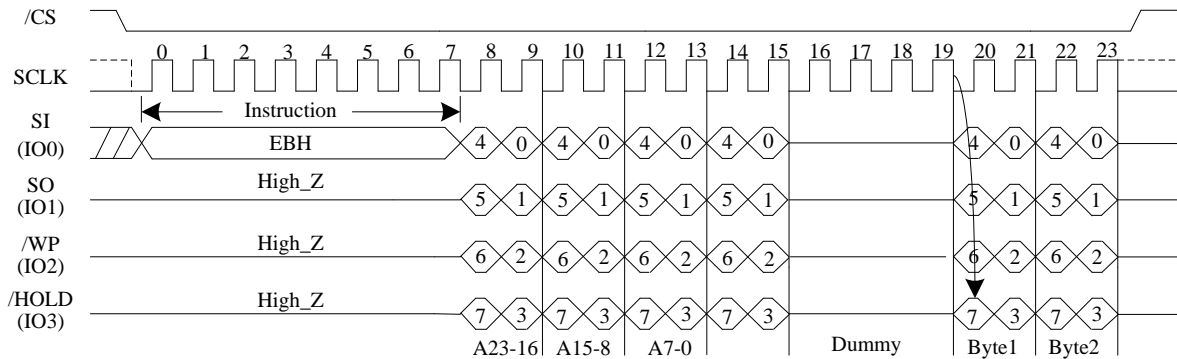 /CS
0 1 2 3 4 5 6 7 8 9 10 11 12 13 14 15 16 17 18 19 20 21 22 23
SCLK
Instruction
SI
(IO0)
EBH
4 0 4 0 4 0 4 0 4 0 4 0
SO
(IO1)
High_Z
5 1 5 1 5 1 5 1 5 1 5 1
/WP
(IO2)
High_Z
6 2 6 2 6 2 6 2 6 2 6 2
/HOLD
(IO3)
High_Z
7 3 7 3 7 3 7 3 7 3 7 3
A23-16 A15-8 A7-0 Dummy Byte1 Byte2